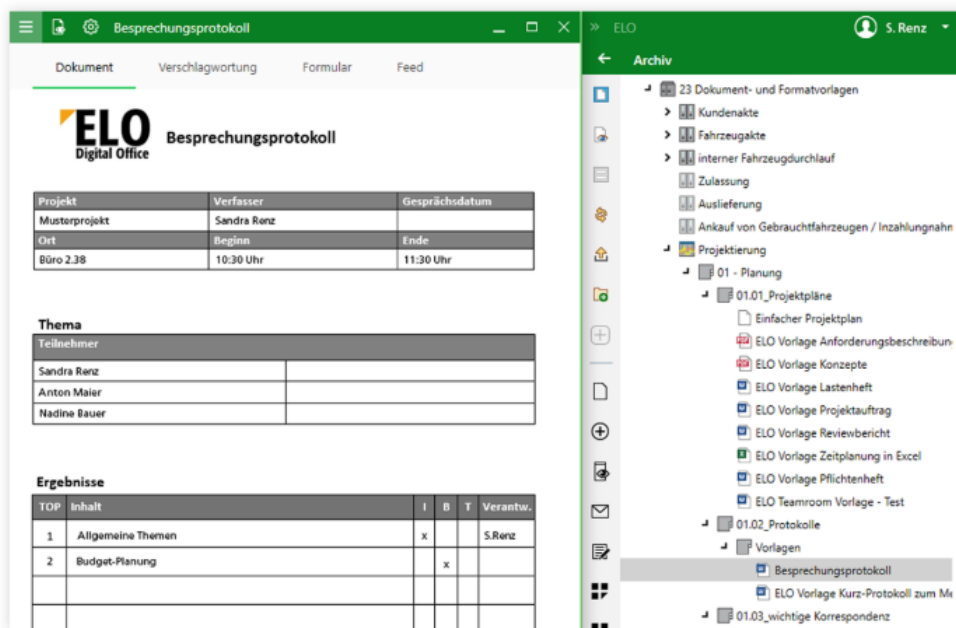 Besprechungsprotokoll
Dokument Verschlagwortung Formular Feed
ELO
Digital Office
Besprechungsprotokoll
Projekt Verfasser Gesprächsdatum
Musterprojekt Sandra Renz
Ort Beginn Ende
Büro 2.38 10:30 Uhr 11:30 Uhr
Thema
Teilnehmer
Sandra Renz
Anton Maier
Nadine Bauer
Ergebnisse
TOP Inhalt I B T Verantw.
1 Allgemeine Themen x S.Renz
2 Budget-Planung x
ELO S. Renz
Archiv
23 Dokument- und Formatvorlagen
Kundenakte
Fahrzeugakte
interner Fahrzeugdurchlauf
Zulassung
Auslieferung
Ankauf von Gebrauchtfahrzeugen / Inzahlungnahm
Projektierung
01 - Planung
01.01_Projektpläne
Einfacher Projektplan
ELO Vorlage Anforderungsbeschreibun
ELO Vorlage Konzepte
ELO Vorlage Lastenheft
ELO Vorlage Projektauftrag
ELO Vorlage Reviewbericht
ELO Vorlage Zeitplanung in Excel
ELO Vorlage Pflichtenheft
ELO Teamroom Vorlage - Test
01.02_Protokolle
Vorlagen
Besprechungsprotokoll
ELO Vorlage Kurz-Protokoll zum Me
01.03_wichtige Korrespondenz